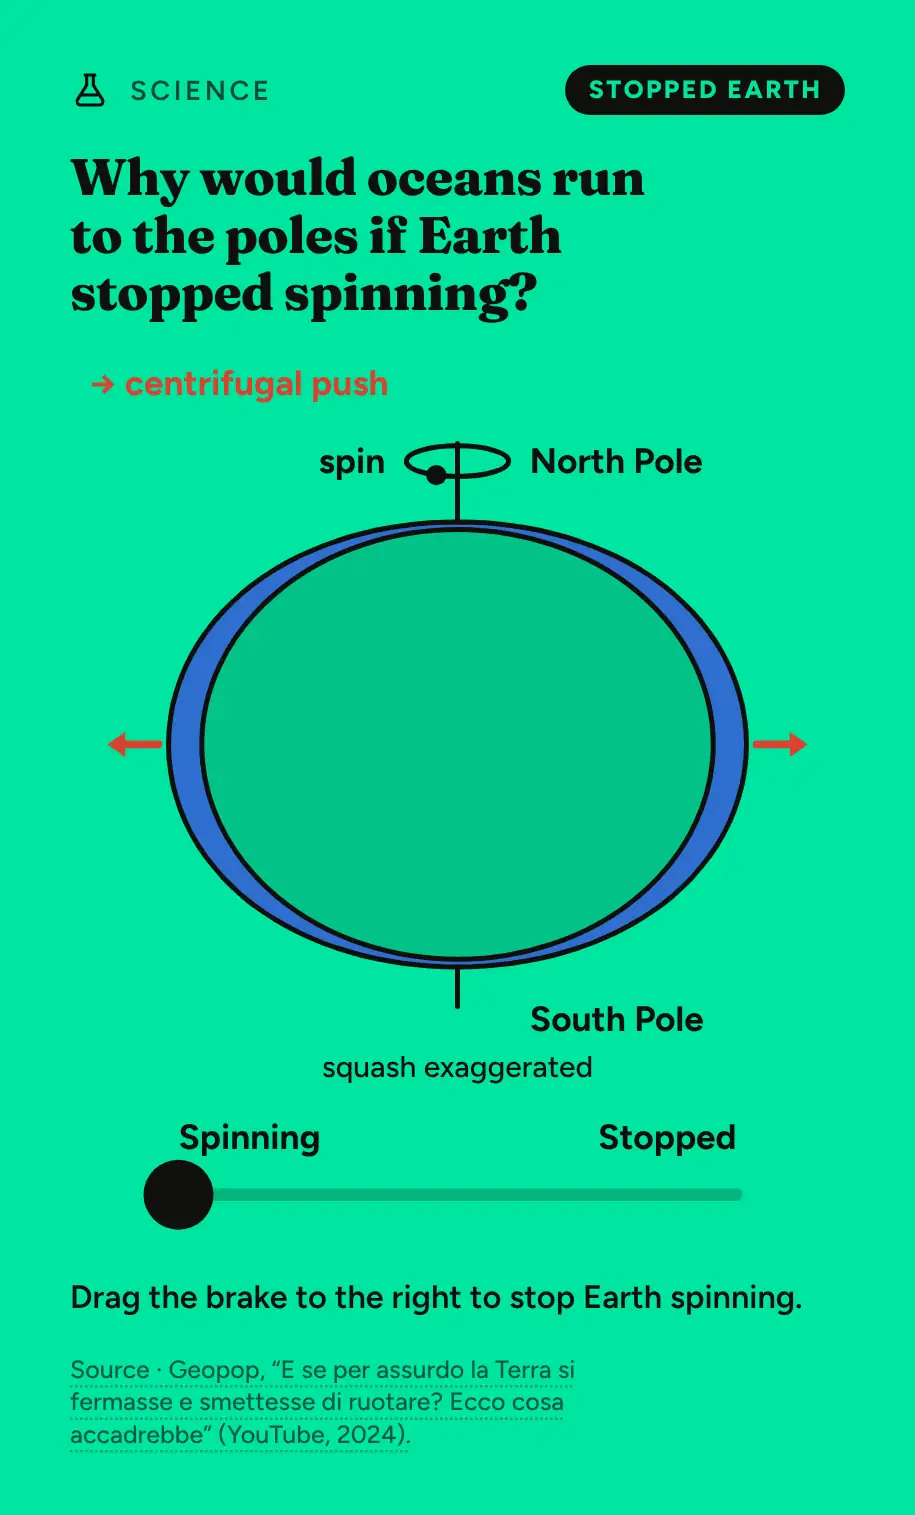 SCIENCE
STOPPED EARTH
Why would oceans run
to the poles if Earth
stopped spinning?
→ centrifugal push
spin
North Pole
South Pole
squash exaggerated
Spinning
Stopped
Drag the brake to the right to stop Earth spinning.
Source · Geopop, “E se per assurdo la Terra si
fermasse e smettesse di ruotare? Ecco cosa
accadrebbe” (YouTube, 2024).